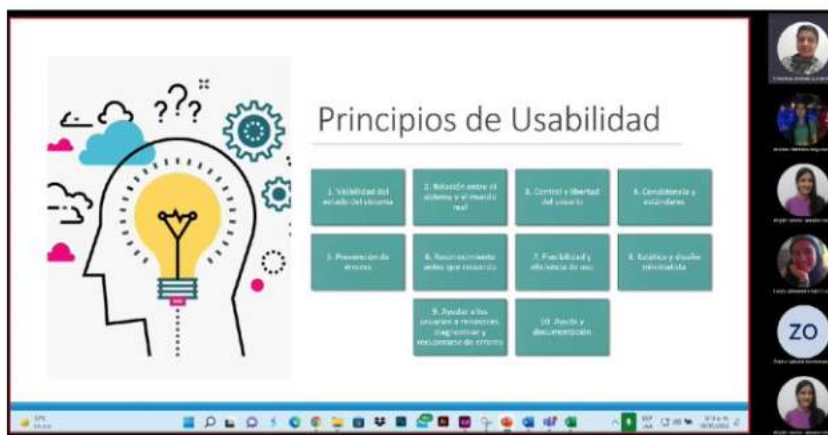 Principios de Usabilidad
1. Visibilidad del
estado del sistema
2. Relación entre el
sistema y el mundo
real
3. Control y libertad
del usuario
4. Consistencia y
estándares
5. Prevención de
errores
6. Reconocimiento
antes que recuerdo
7. Flexibilidad y
eficiencia de uso
8. Estética y diseño
minimalista
9. Ayudar a los
usuarios a reconocer,
diagnosticar y
recuperarse de errores
10. Ayuda y
documentación
ZO
ESP